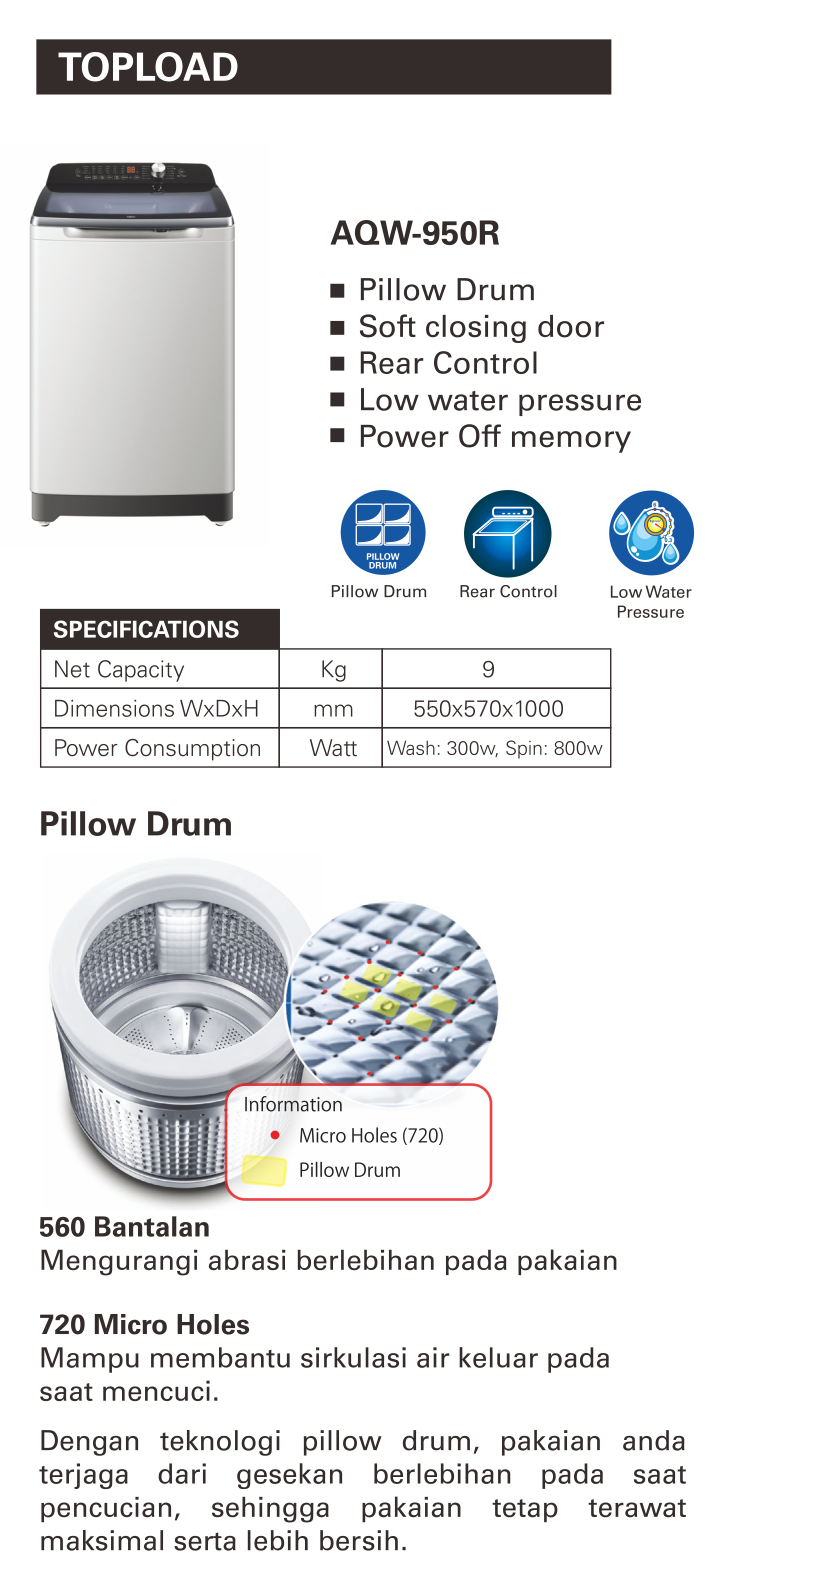 TOPLOAD
AQW-950R
Pillow Drum
Soft closing door
Rear Control
Low water pressure
Power Off memory
PILLOW
DRUM
Pillow Drum
Rear Control
Low Water
Pressure
SPECIFICATIONS
Net Capacity Kg 9
Dimensions WxDxH mm 550x570x1000
Power Consumption Watt Wash: 300w, Spin: 800w
Pillow Drum
Information
Micro Holes (720)
Pillow Drum
560 Bantalan
Mengurangi abrasi berlebihan pada pakaian
720 Micro Holes
Mampu membantu sirkulasi air keluar pada
saat mencuci.
Dengan teknologi pillow drum, pakaian anda
terjaga dari gesekan berlebihan pada saat
pencucian, sehingga pakaian tetap terawat
maksimal serta lebih bersih.